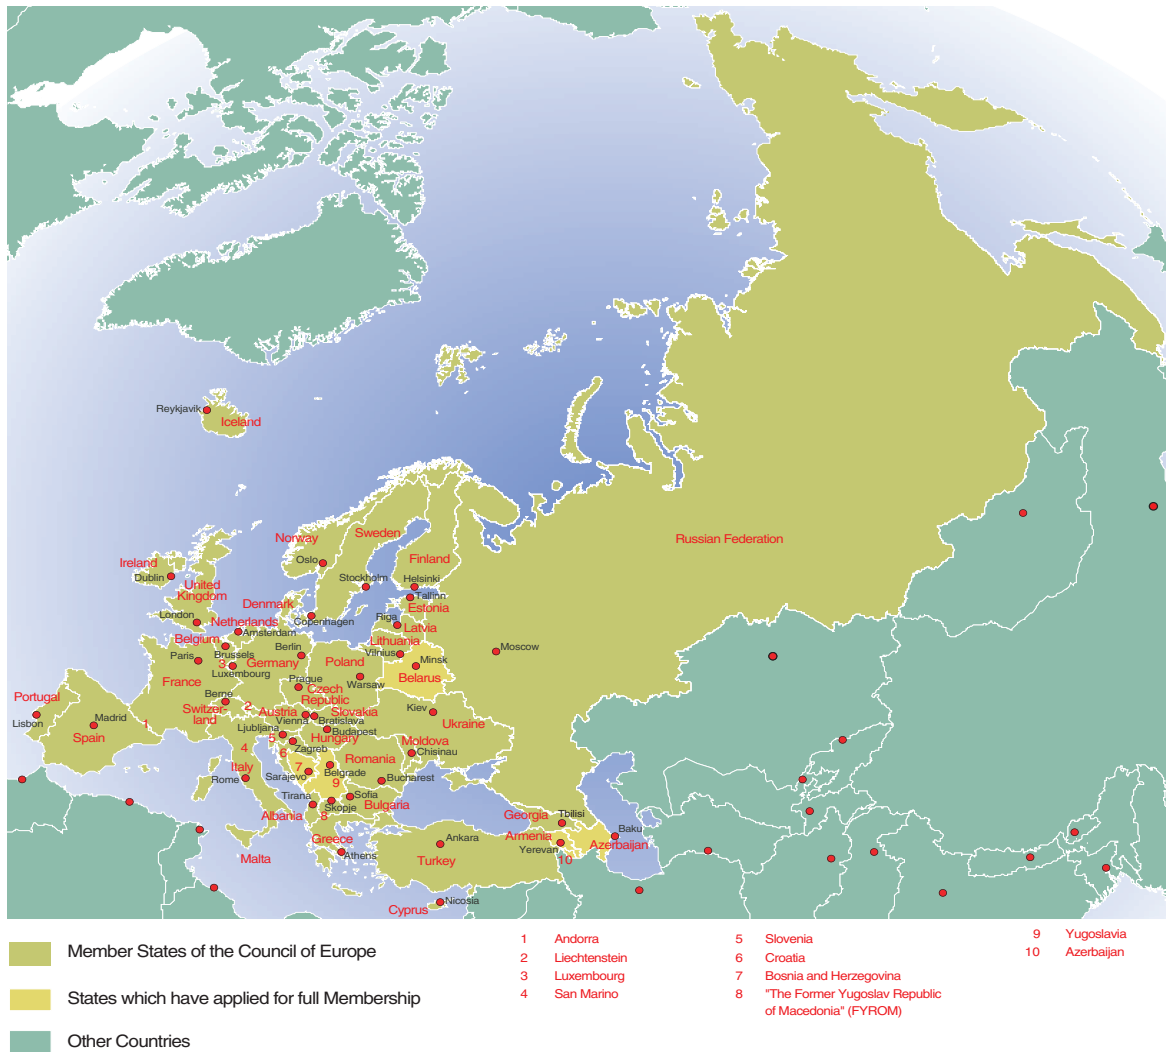 Reykjavik
Iceland
Norway
Sweden
Finland
Russian Federation
Oslo
Stockholm
Helsinki
Tallinn
Estonia
Ireland
Dublin
United
Kingdom
London
Denmark
Copenhagen
Riga
Latvia
Lithuania
Vilnius
Netherlands
Amsterdam
Belgium
Brussels
3
Luxembourg
Paris
France
Berlin
Germany
Poland
Warsaw
Minsk
Belarus
Moscow
Prague
Czech
Republic
Berne
Switzer-
land
2
Austria
Vienna
Slovakia
Bratislava
Kiev
Ukraine
Portugal
Lisbon
Madrid
Spain
1
Ljubljana
5
Budapest
Hungary
Zagreb
6
Moldova
Chisinau
4
Italy
Rome
7
Sarajevo
Belgrade
9
Romania
Bucharest
Tirana
Albania
Skopje
8
Sofia
Bulgaria
Greece
Athens
Malta
Georgia
Tbilisi
Armenia
Yerevan
Baku
Azerbaijan
10
Ankara
Turkey
Cyprus
Nicosia
Member States of the Council of Europe
States which have applied for full Membership
Other Countries
1 Andorra
2 Liechtenstein
3 Luxembourg
4 San Marino
5 Slovenia
6 Croatia
7 Bosnia and Herzegovina
8 "The Former Yugoslav Republic
of Macedonia" (FYROM)
9 Yugoslavia
10 Azerbaijan